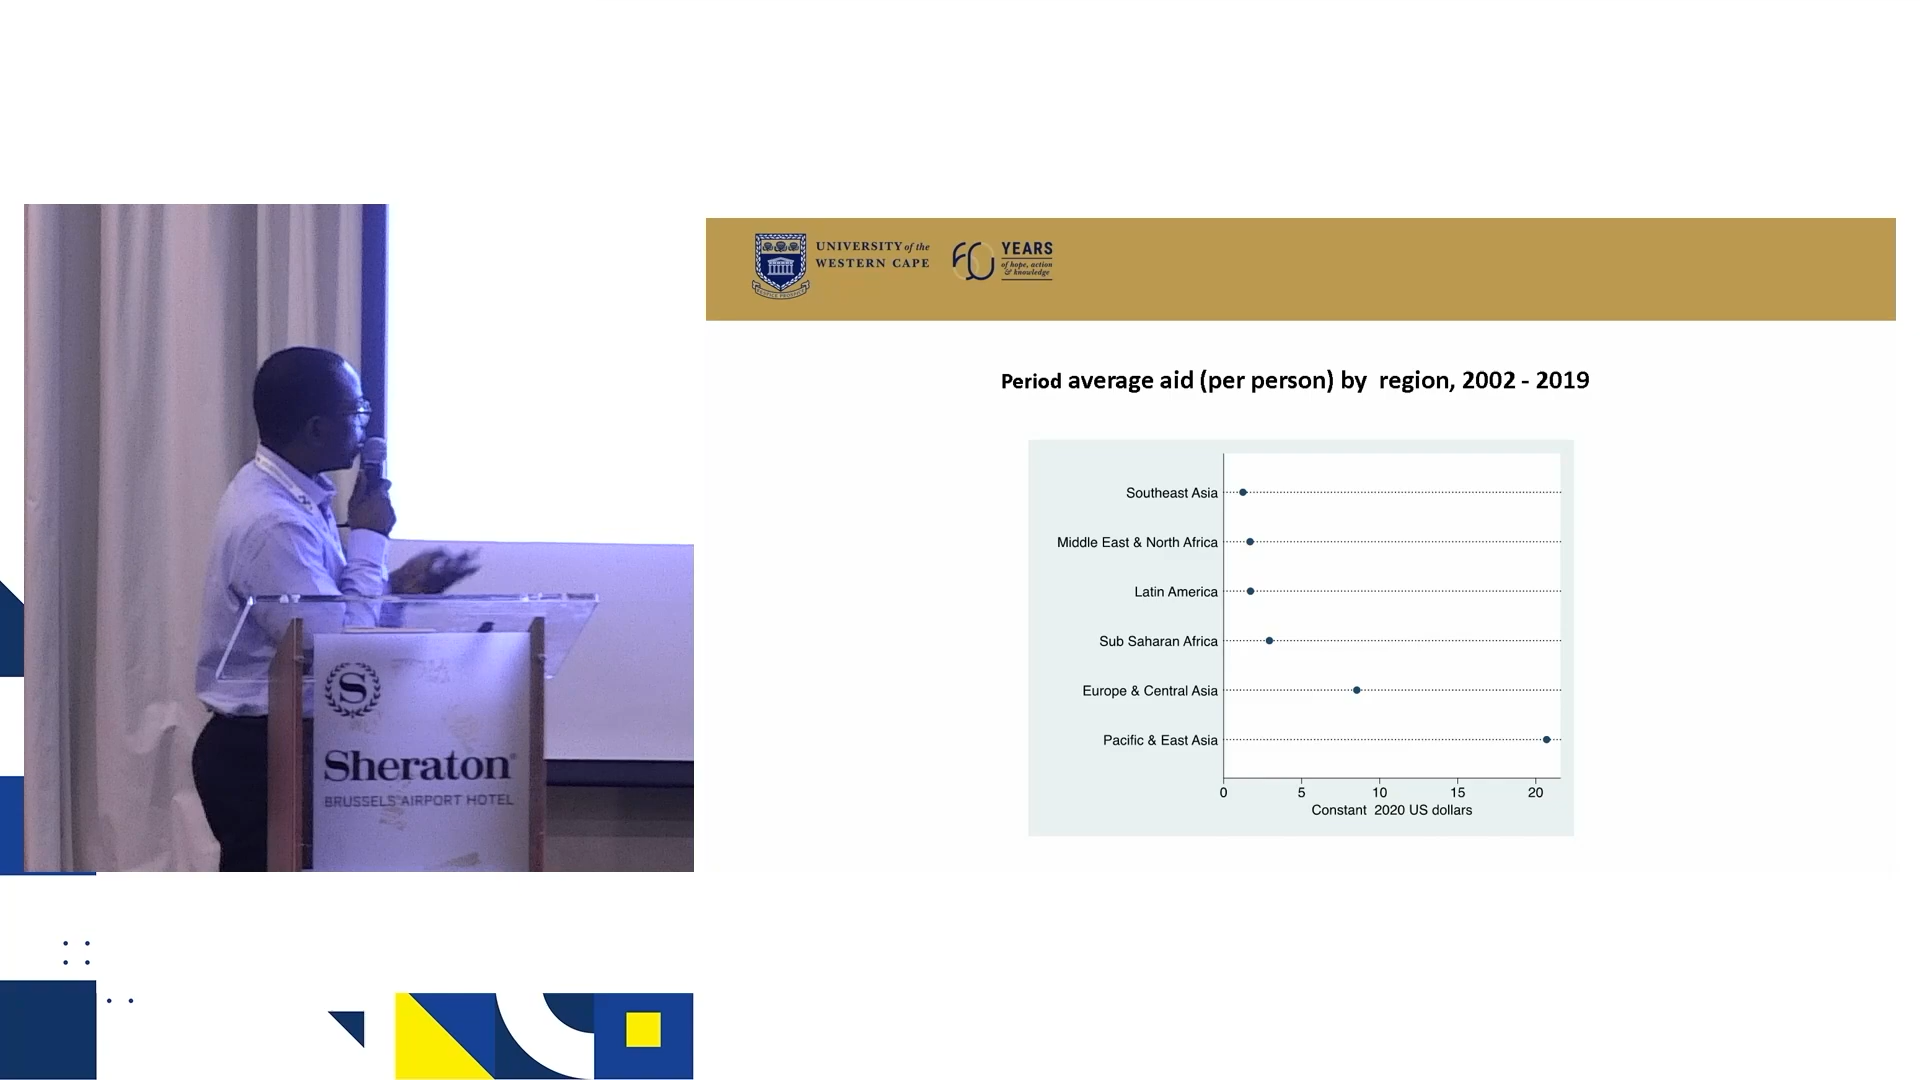 S
Sheraton
BRUSSELS AIRPORT HOTEL
UNIVERSITY of the
WESTERN CAPE
60 YEARS
of hope, action
& knowledge
Period average aid (per person) by region, 2002 - 2019
Southeast Asia
Middle East & North Africa
Latin America
Sub Saharan Africa
Europe & Central Asia
Pacific & East Asia
0 5 10 15 20
Constant 2020 US dollars